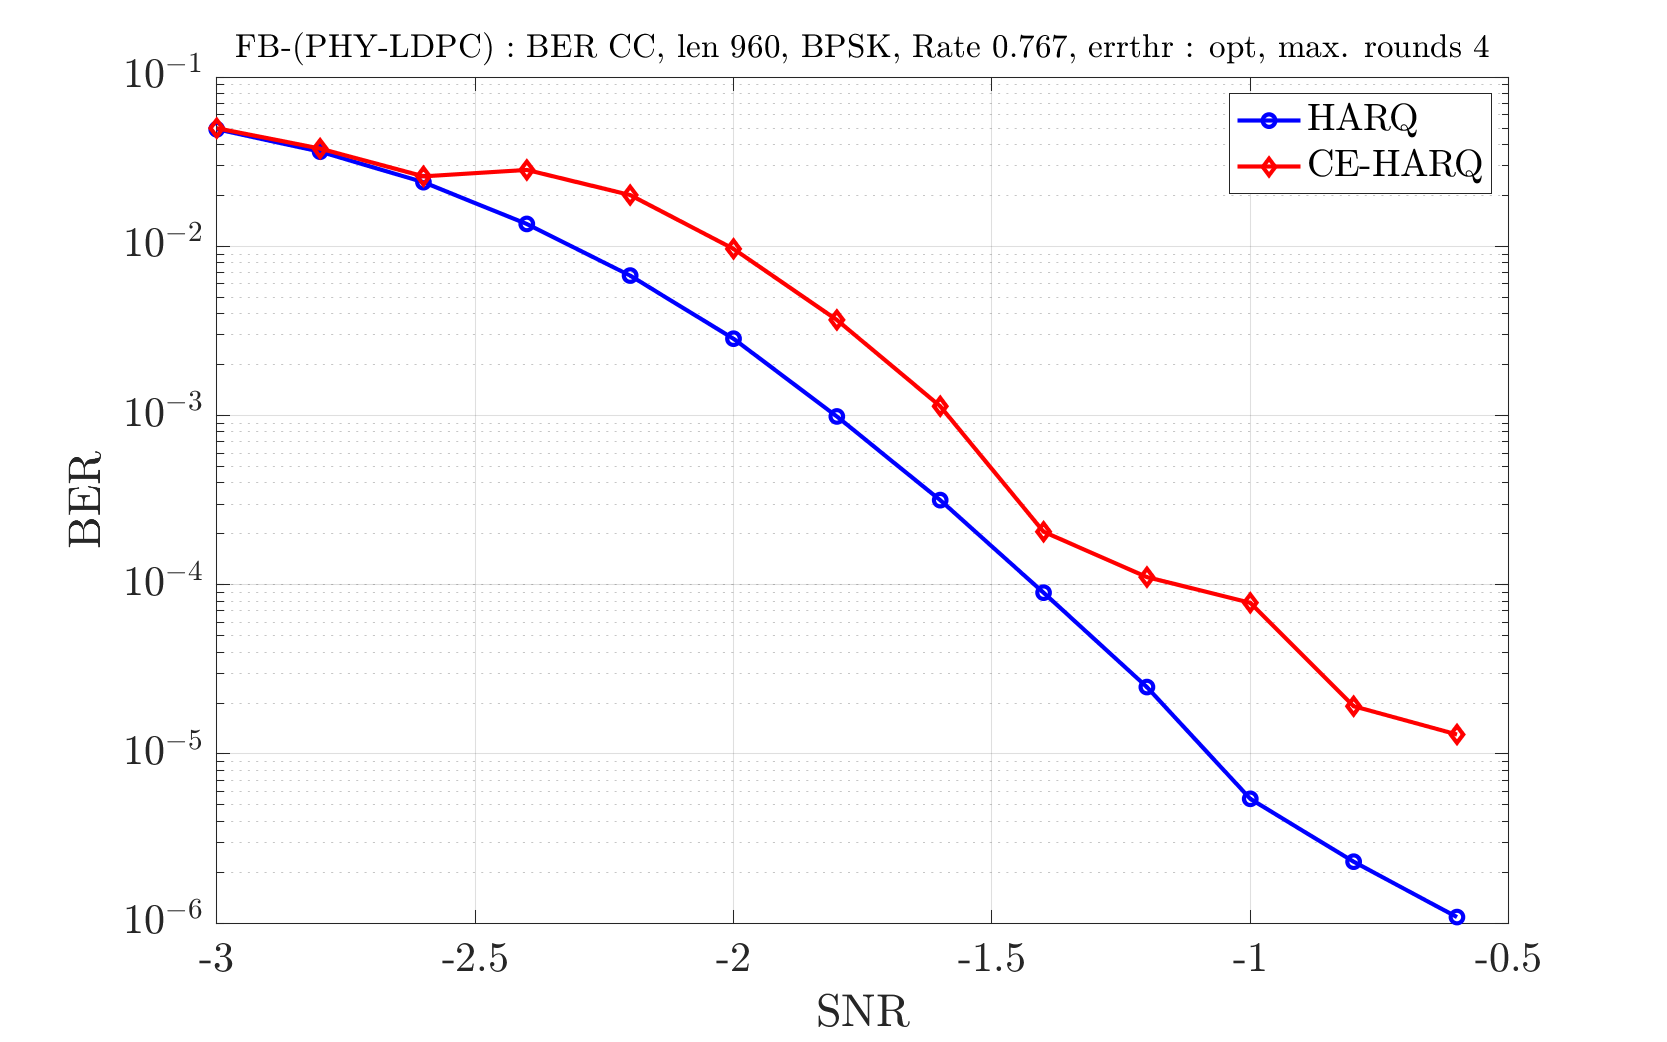 FB-(PHY-LDPC) : BER CC, len 960, BPSK, Rate 0.767, errthr : opt, max. rounds 4
HARQ
CE-HARQ
10⁻¹
10⁻²
10⁻³
10⁻⁴
10⁻⁵
10⁻⁶
BER
-3 -2.5 -2 -1.5 -1 -0.5
SNR